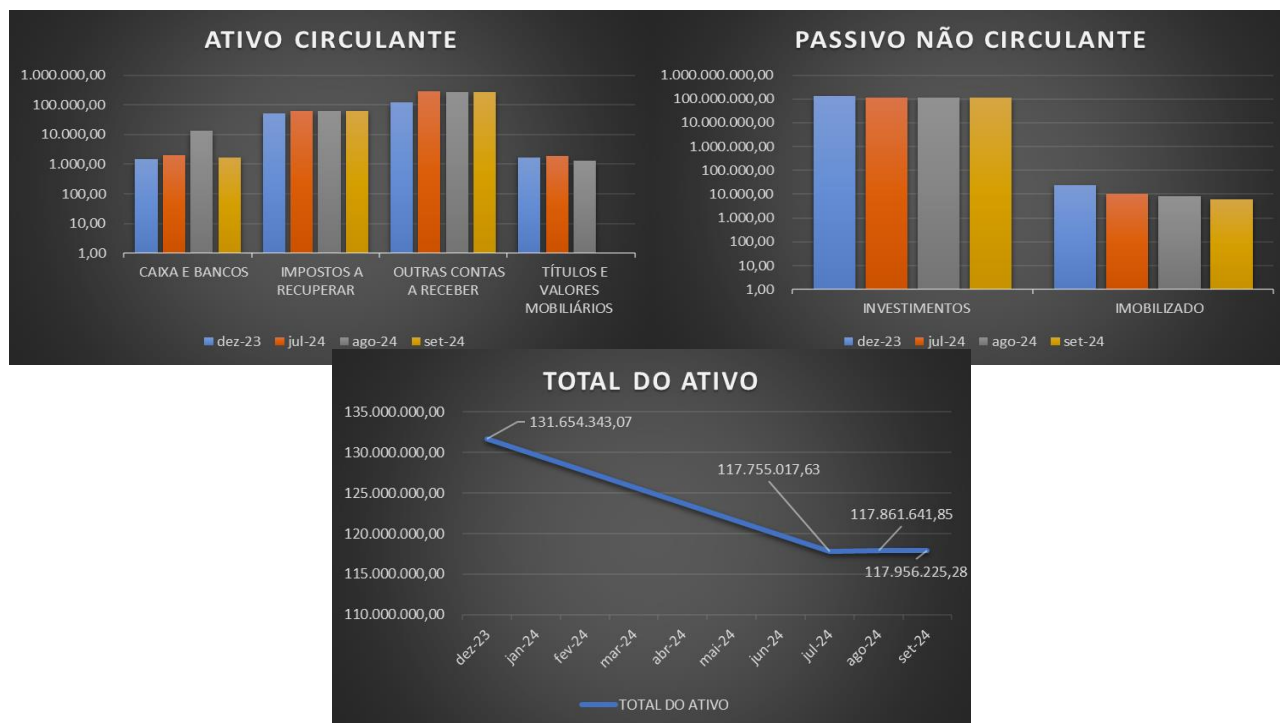 ATIVO CIRCULANTE
1.000.000,00
100.000,00
10.000,00
1.000,00
100,00
10,00
1,00
CAIXA E BANCOS
IMPOSTOS A
RECUPERAR
OUTRAS CONTAS
A RECEBER
TÍTULOS E
VALORES
MOBILIÁRIOS
dez-23 jul-24 ago-24 set-24
PASSIVO NÃO CIRCULANTE
1.000.000.000,00
100.000.000,00
10.000.000,00
1.000.000,00
100.000,00
10.000,00
1.000,00
100,00
10,00
1,00
INVESTIMENTOS
IMOBILIZADO
dez-23 jul-24 ago-24 set-24
TOTAL DO ATIVO
135.000.000,00
130.000.000,00
125.000.000,00
120.000.000,00
115.000.000,00
110.000.000,00
131.654.343,07
117.755.017,63
117.861.641,85
117.956.225,28
dez-23
jan-24
fev-24
mar-24
abr-24
mai-24
jun-24
jul-24
ago-24
set-24
TOTAL DO ATIVO